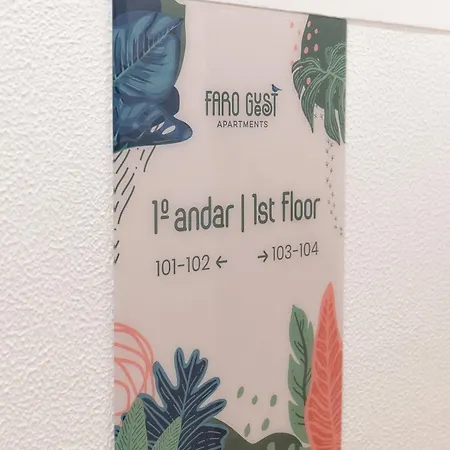 FARO GUEST
APARTMENTS
1º andar | 1st floor
101-102 ← → 103-104